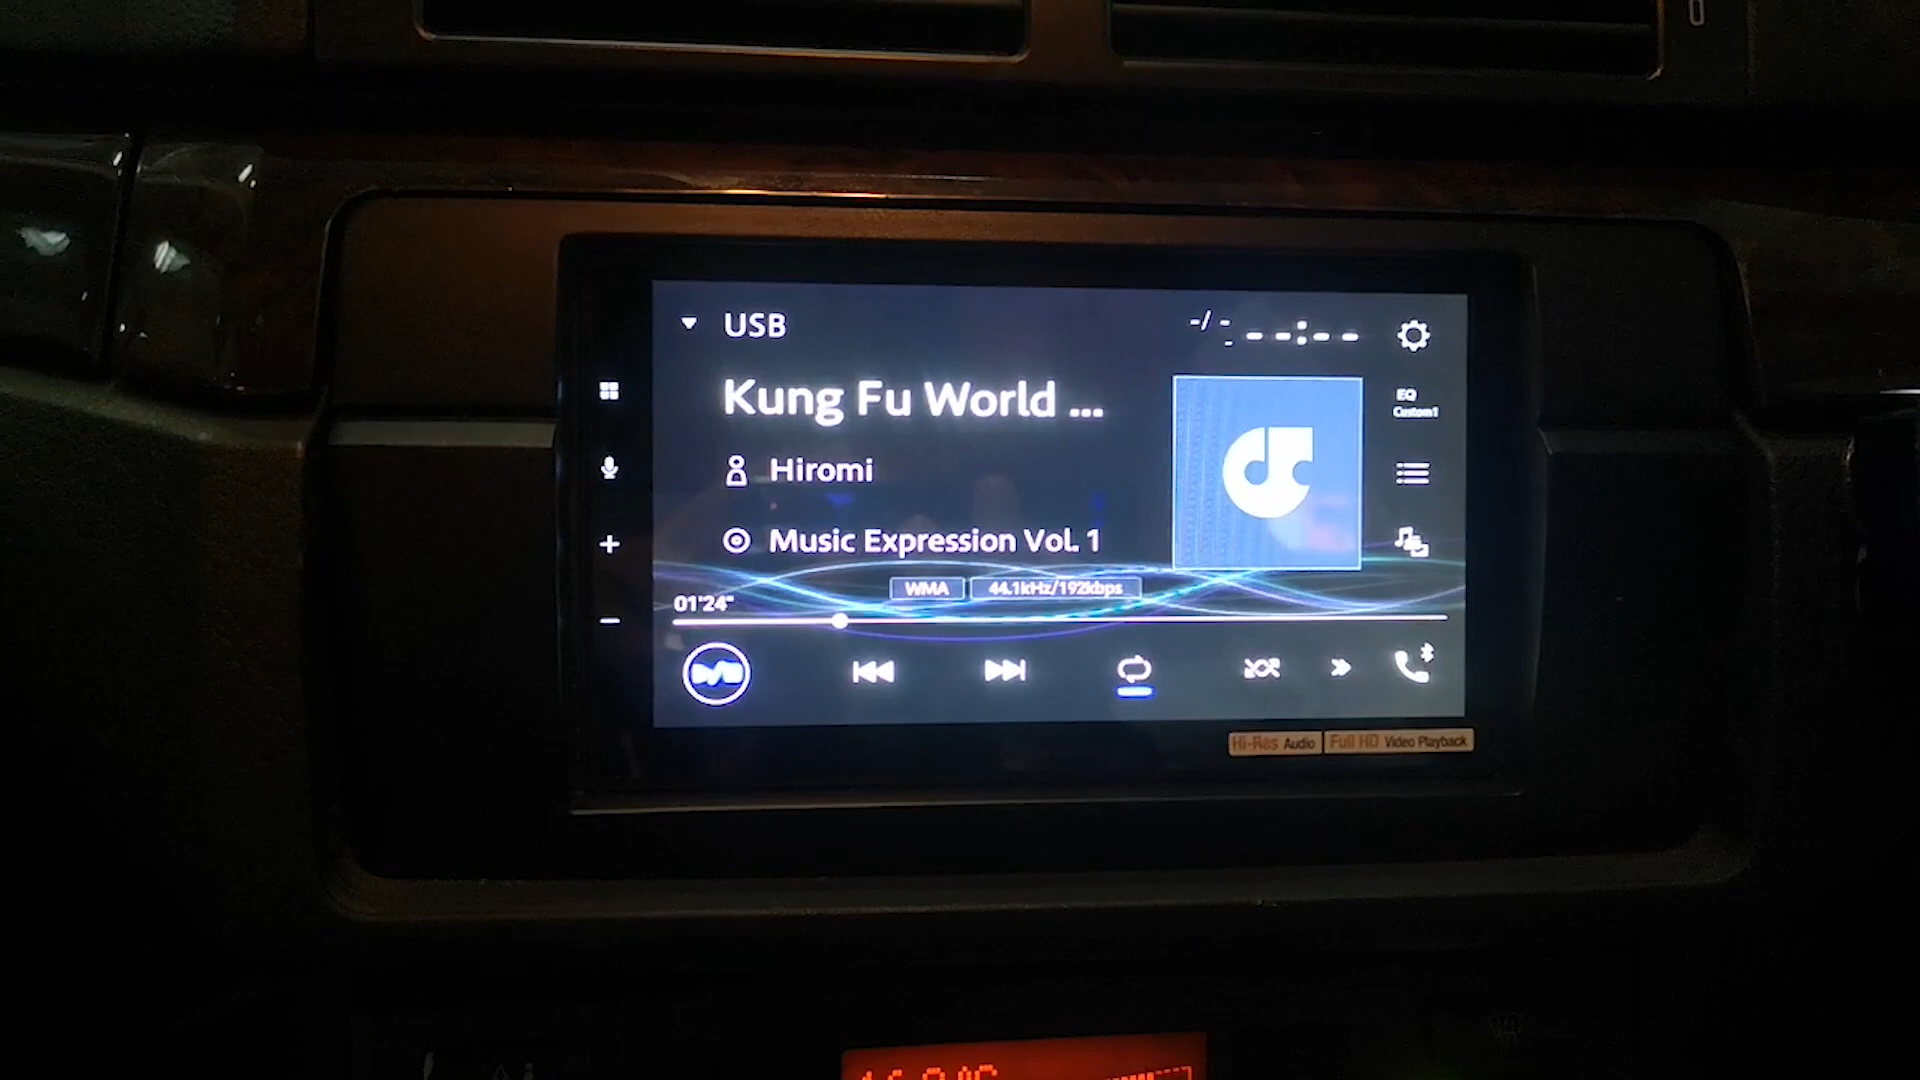 USB
-/-- --:--
Kung Fu World ...
EQ
Custom1
Hiromi
Music Expression Vol. 1
WMA 44.1kHz/192kbps
01'24"
Hi-Res Audio Full HD Video Playback